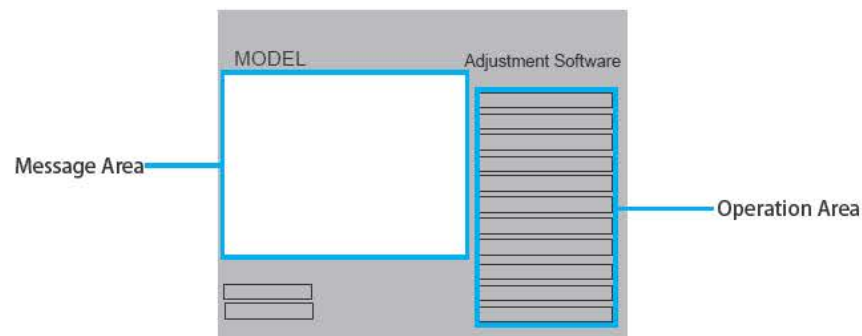 MODEL
Adjustment Software
Message Area
Operation Area